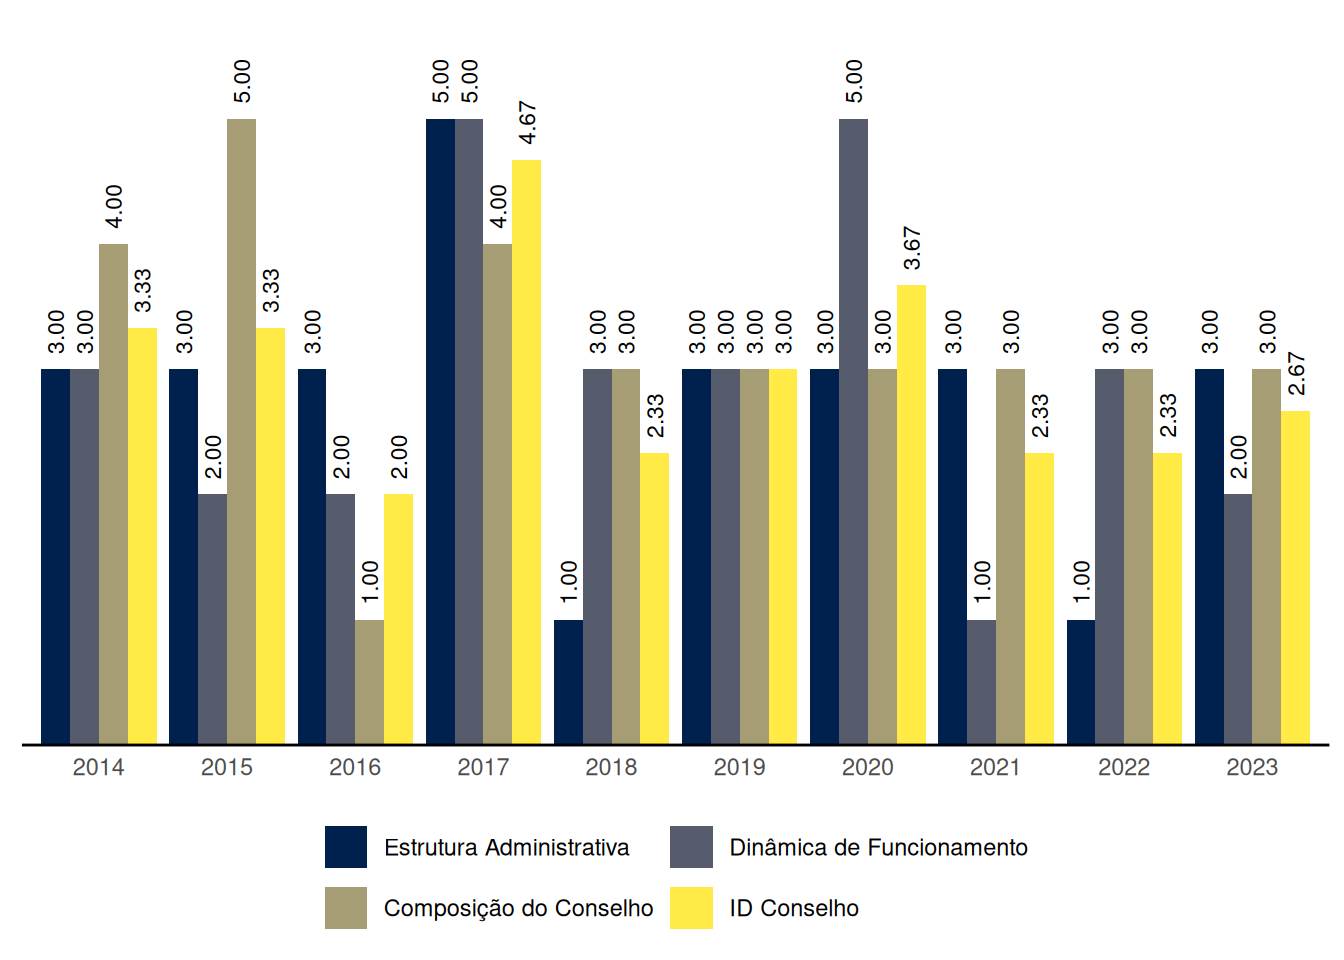 3.00 3.00 4.00 3.33 3.00 2.00 5.00 3.33 3.00 2.00 1.00 2.00 5.00 5.00 4.00 4.67 1.00 3.00 3.00 2.33 3.00 3.00 3.00 3.00 3.00 5.00 3.00 3.67 3.00 1.00 3.00 2.33 1.00 3.00 3.00 2.33 3.00 2.00 3.00 2.67
2014 2015 2016 2017 2018 2019 2020 2021 2022 2023
Estrutura Administrativa Dinâmica de Funcionamento
Composição do Conselho ID Conselho